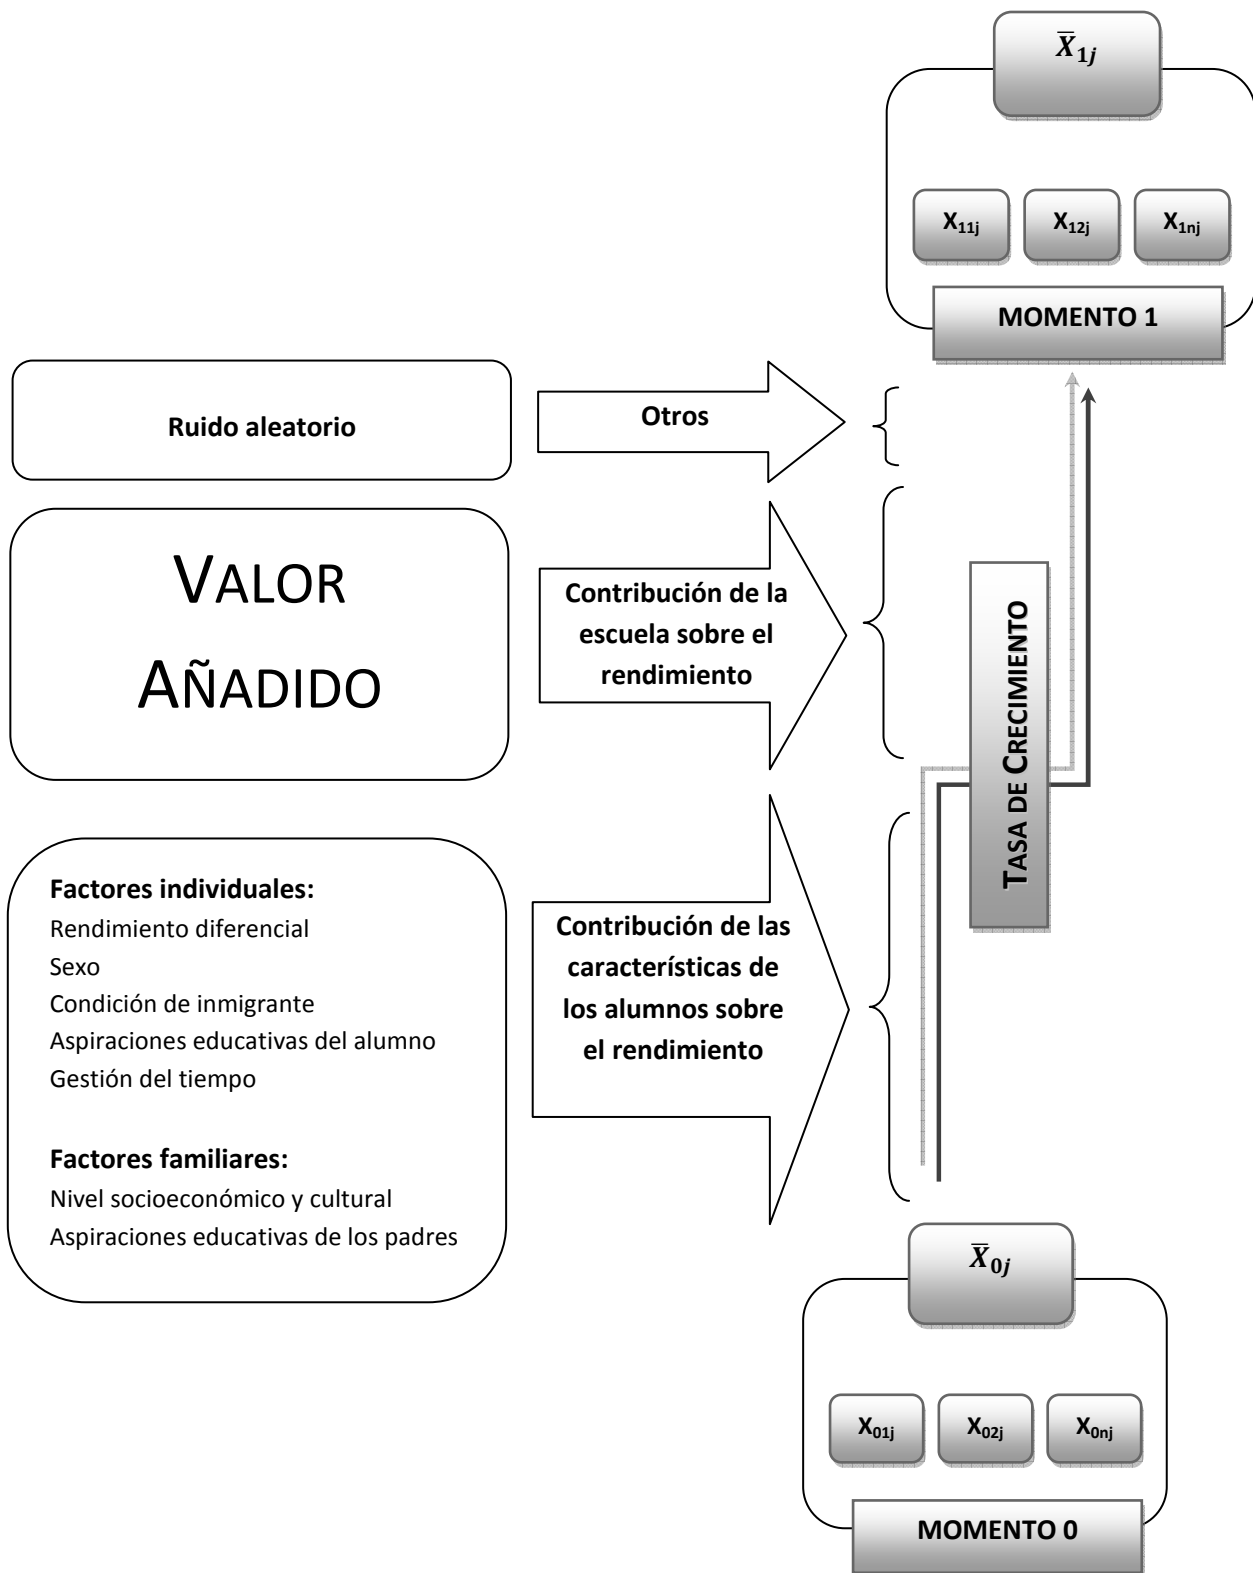 X̅₁ⱼ
X₁₁ⱼ X₁₂ⱼ X₁ₙⱼ
MOMENTO 1
Ruido aleatorio
Otros
VALOR
AÑADIDO
Contribución de la
escuela sobre el
rendimiento
TASA DE CRECIMIENTO
Factores individuales:
Rendimiento diferencial
Sexo
Condición de inmigrante
Aspiraciones educativas del alumno
Gestión del tiempo
Factores familiares:
Nivel socioeconómico y cultural
Aspiraciones educativas de los padres
Contribución de las
características de
los alumnos sobre
el rendimiento
X̅₀ⱼ
X₀₁ⱼ X₀₂ⱼ X₀ₙⱼ
MOMENTO 0